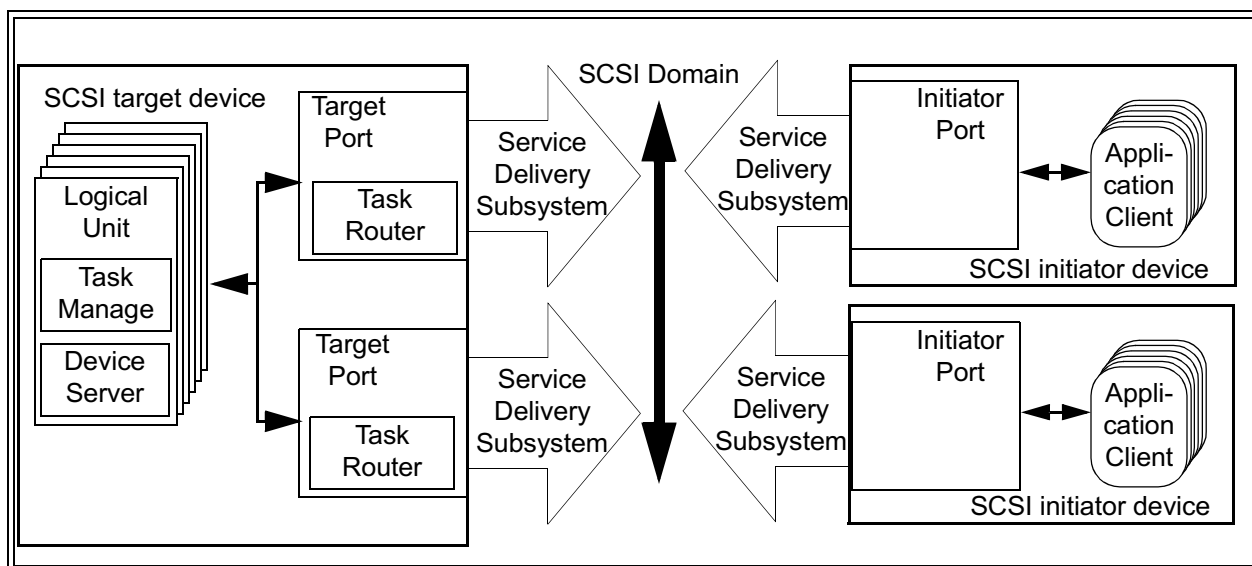 SCSI target device
Logical
Unit
Task
Manage
Device
Server
Target
Port
Task
Router
Target
Port
Task
Router
Service
Delivery
Subsystem
Service
Delivery
Subsystem
SCSI Domain
Service
Delivery
Subsystem
Service
Delivery
Subsystem
Initiator
Port
Appli-
cation
Client
SCSI initiator device
Initiator
Port
Appli-
cation
Client
SCSI initiator device